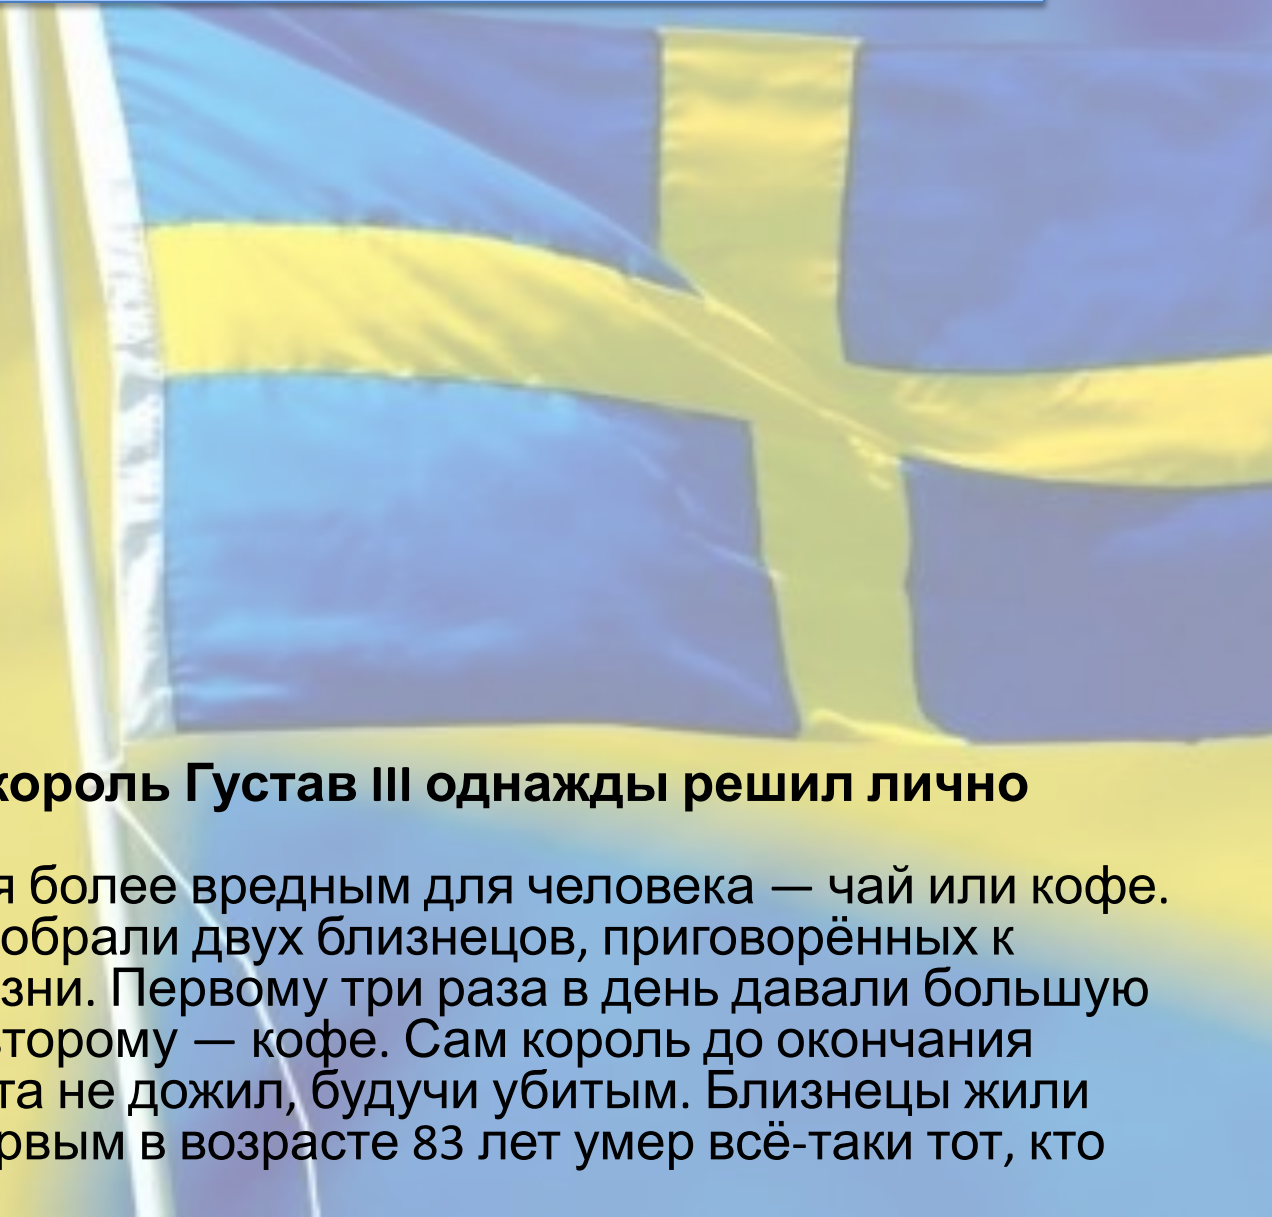 король Густав III однажды решил лично
я более вредным для человека — чай или кофе.
обрали двух близнецов, приговорённых к
зни. Первому три раза в день давали большую
второму — кофе. Сам король до окончания
та не дожил, будучи убитым. Близнецы жили
рвым в возрасте 83 лет умер всё-таки тот, кто